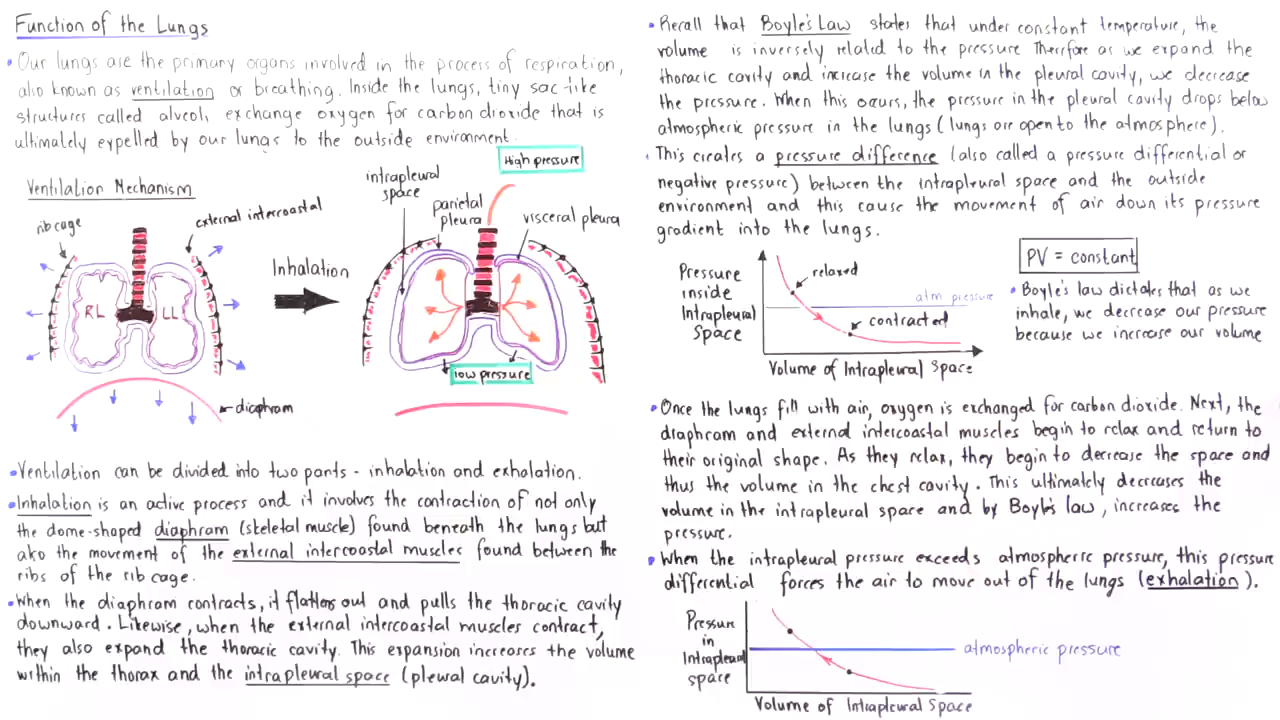 Function of the Lungs
• Our lungs are the primary organs involved in the process of respiration,
also known as ventilation or breathing. Inside the lungs, tiny sac-like
structures called alveoli, exchange oxygen for carbon dioxide that is
ultimately expelled by our lungs to the outside environment.
Ventilation Mechanism
rib cage
external intercoastal
RL
LL
diaphram
Inhalation
High pressure
intrapleural
space
parietal
pleura
visceral pleura
low pressure
• Ventilation can be divided into two parts - inhalation and exhalation.
• Inhalation is an active process and it involves the contraction of not only
the dome-shaped diaphram (skeletal muscle) found beneath the lungs but
also the movement of the external intercoastal muscles found between the
ribs of the rib cage.
• When the diaphram contracts, it flattens out and pulls the thoracic cavity
downward. Likewise, when the external intercoastal muscles contract,
they also expand the thoracic cavity. This expansion increases the volume
within the thorax and the intrapleural space (pleural cavity).
• Recall that Boyle's Law states that under constant temperature, the
volume is inversely related to the pressure Therefore as we expand the
thoracic cavity and increase the volume in the pleural cavity, we decrease
the pressure. When this occurs, the pressure in the pleural cavity drops below
atmospheric pressure in the lungs (lungs are open to the atmosphere).
• This creates a pressure difference (also called a pressure differential or
negative pressure) between the intrapleural space and the outside
environment and this cause the movement of air down its pressure
gradient into the lungs.
Pressure
inside
Intrapleural
Space
relaxed
atm pressure
contracted
Volume of Intrapleural Space
PV = constant
• Boyle's law dictates that as we
inhale, we decrease our pressure
because we increase our volume
• Once the lungs fill with air, oxygen is exchanged for carbon dioxide. Next, the
diaphram and external intercoastal muscles begin to relax and return to
their original shape. As they relax, they begin to decrease the space and
thus the volume in the chest cavity. This ultimately decreases the
volume in the intrapleural space and by Boyle's law, increases the
pressure.
• When the intrapleural pressure exceeds atmospheric pressure, this pressure
differential forces the air to move out of the lungs (exhalation).
Pressure
in
Intrapleural
space
atmospheric pressure
Volume of Intrapleural Space